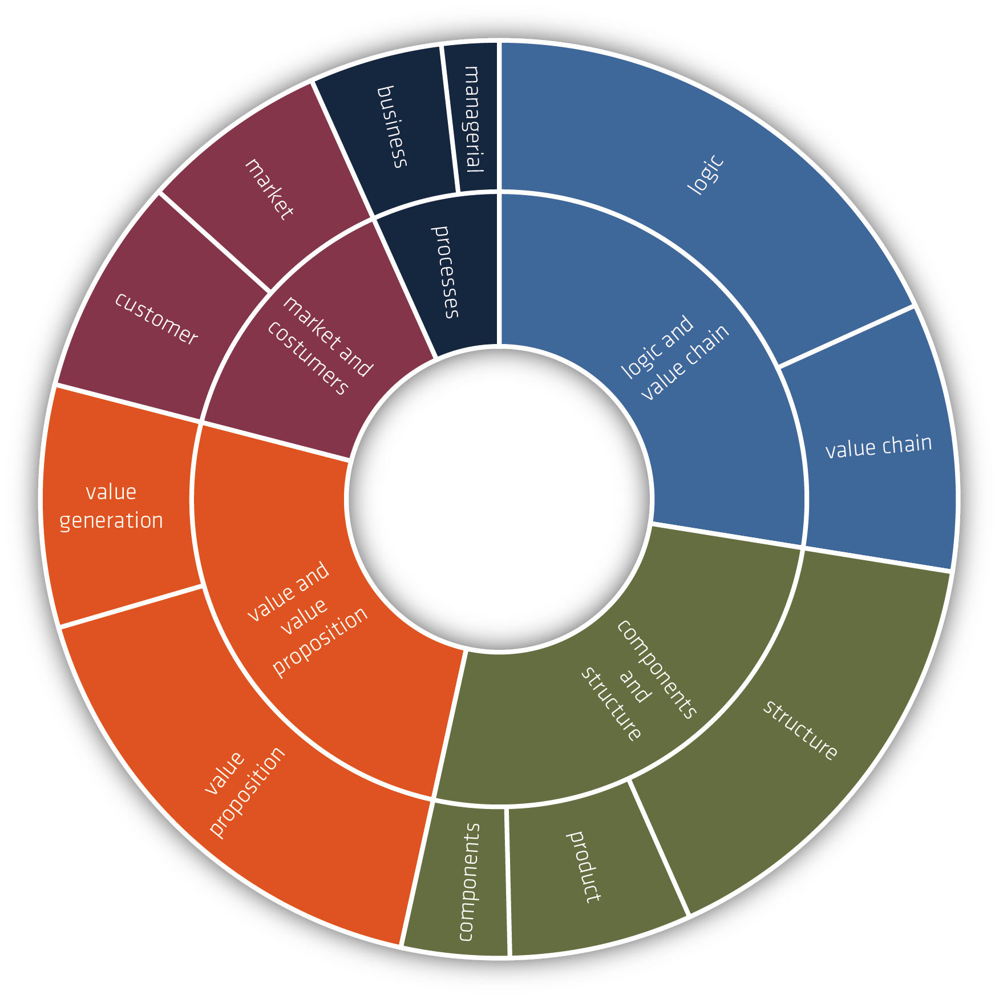 logic
value chain
structure
product
components
value
proposition
value
generation
customer
market
business
managerial
logic and
value chain
components
and
structure
value and
value
proposition
market and
costumers
processes